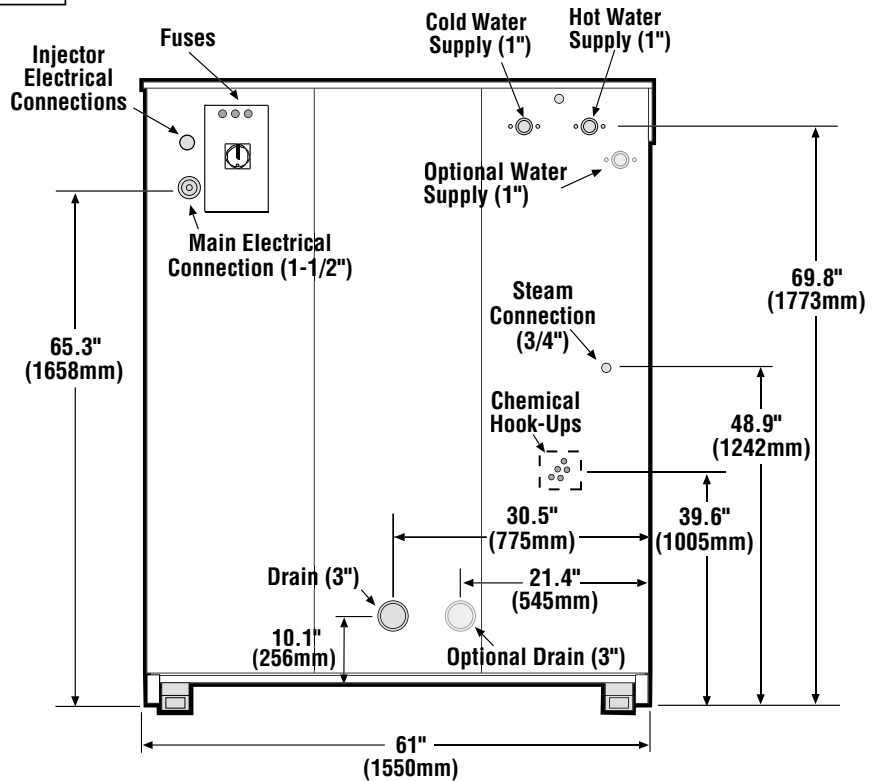 Cold Water
Supply (1")
Hot Water
Supply (1")
Fuses
Injector
Electrical
Connections
Optional Water
Supply (1")
Main Electrical
Connection (1-1/2")
69.8"
(1773mm)
Steam
Connection
(3/4")
65.3"
(1658mm)
Chemical
Hook-Ups
48.9"
(1242mm)
39.6"
(1005mm)
30.5"
(775mm)
Drain (3")
21.4"
(545mm)
10.1"
(256mm)
Optional Drain (3")
61"
(1550mm)